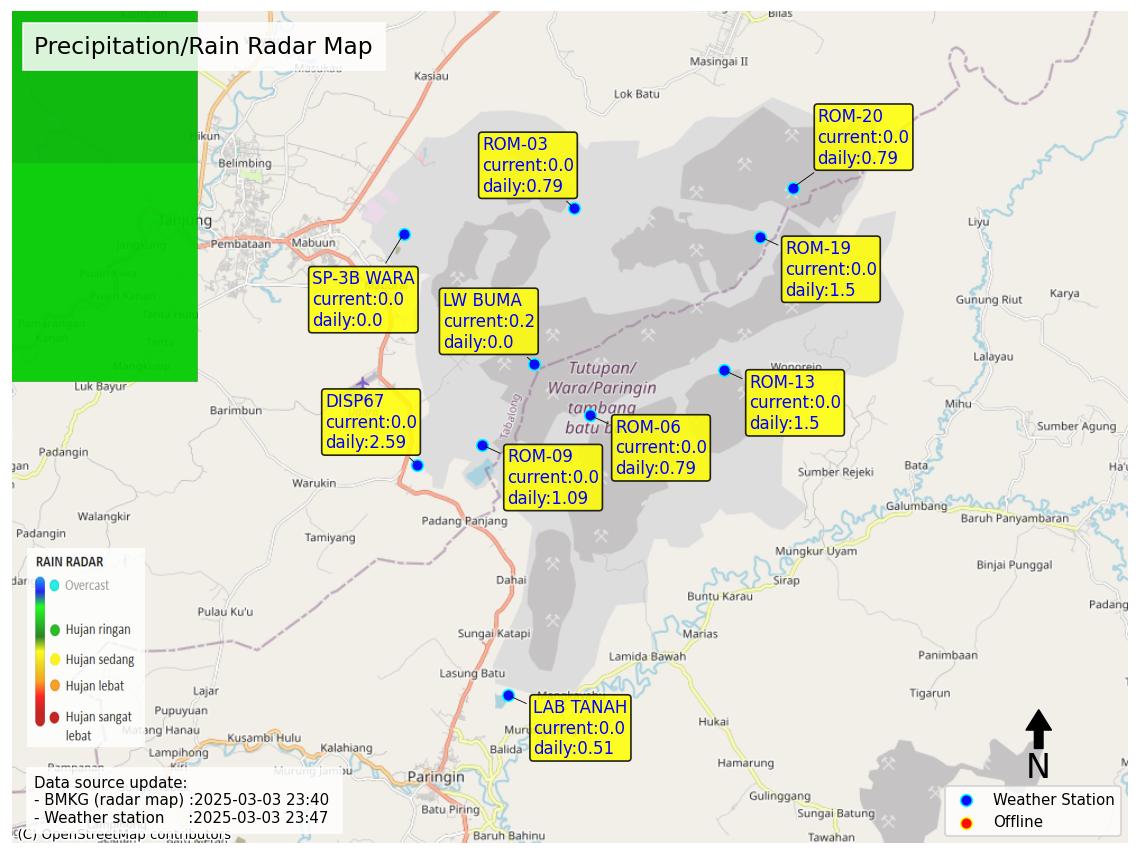 Precipitation/Rain Radar Map
Bilas
Masingai II
Kasiau
Lok Batu
Belimbing
Tanjung
Pembataan
Mabuun
ROM-03
current:0.0
daily:0.79
ROM-20
current:0.0
daily:0.79
ROM-19
current:0.0
daily:1.5
SP-3B WARA
current:0.0
daily:0.0
LW BUMA
current:0.2
daily:0.0
Liyu
Gunung Riut
Karya
Lalayau
Mihu
Wonorejo
Tutupan/
Wara/Paringin
tambang
batu b
Tabalong
ROM-13
current:0.0
daily:1.5
ROM-06
current:0.0
daily:0.79
DISP67
current:0.0
daily:2.59
ROM-09
current:0.0
daily:1.09
Luk Bayur
Barimbun
Warukin
Sumber Agung
Bata
Sumber Rejeki
Galumbang
Baruh Panyambaran
Walangkir
Padangin
Tamiyang
Padang Panjang
Mungkur Uyam
Binjai Punggal
Sirap
Dahai
Buntu Karau
Padang
Pulau Ku'u
Marias
Sungai Katapi
Lamida Bawah
Panimbaan
Lasung Batu
Tigarun
Lajar
Pupuyuan
Matang Hanau
Kusambi Hulu
Lampihong
Kalahiang
Murung Jambu
Paringin
Batu Piring
Baruh Bahinu
Balida
Hukai
Hamarung
Gulinggang
Sungai Batung
Tawahan
LAB TANAH
current:0.0
daily:0.51
RAIN RADAR
Overcast
Hujan ringan
Hujan sedang
Hujan lebat
Hujan sangat
lebat
Data source update:
- BMKG (radar map) :2025-03-03 23:40
- Weather station :2025-03-03 23:47
(C) OpenStreetMap contributors
N
Weather Station
Offline